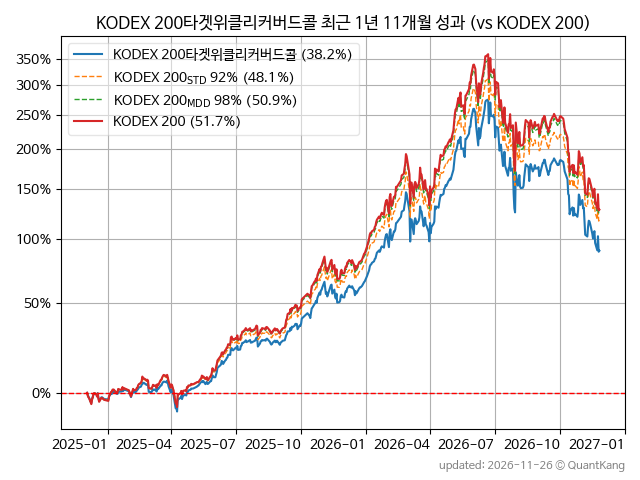 KODEX 200타겟위클리커버드콜 최근 1년 11개월 성과 (vs KODEX 200)
KODEX 200타겟위클리커버드콜 (38.2%)
KODEX 200STD 92% (48.1%)
KODEX 200MDD 98% (50.9%)
KODEX 200 (51.7%)
350%
300%
250%
200%
150%
100%
50%
0%
2025-01 2025-04 2025-07 2025-10 2026-01 2026-04 2026-07 2026-10 2027-01
updated: 2026-11-26 © QuantKang